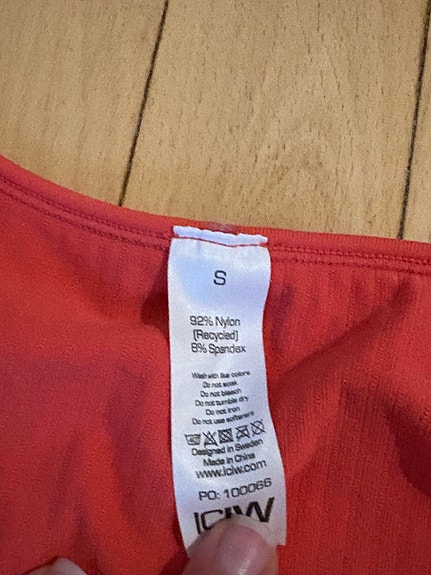 S
92% Nylon
(Recycled)
8% Spandex
Wash with like colors
Do not soak
Do not bleach
Do not tumble dry
Do not iron
Do not use softeners
Designed in Sweden
Made in China
www.iciw.com
PO: 100066
ICIW